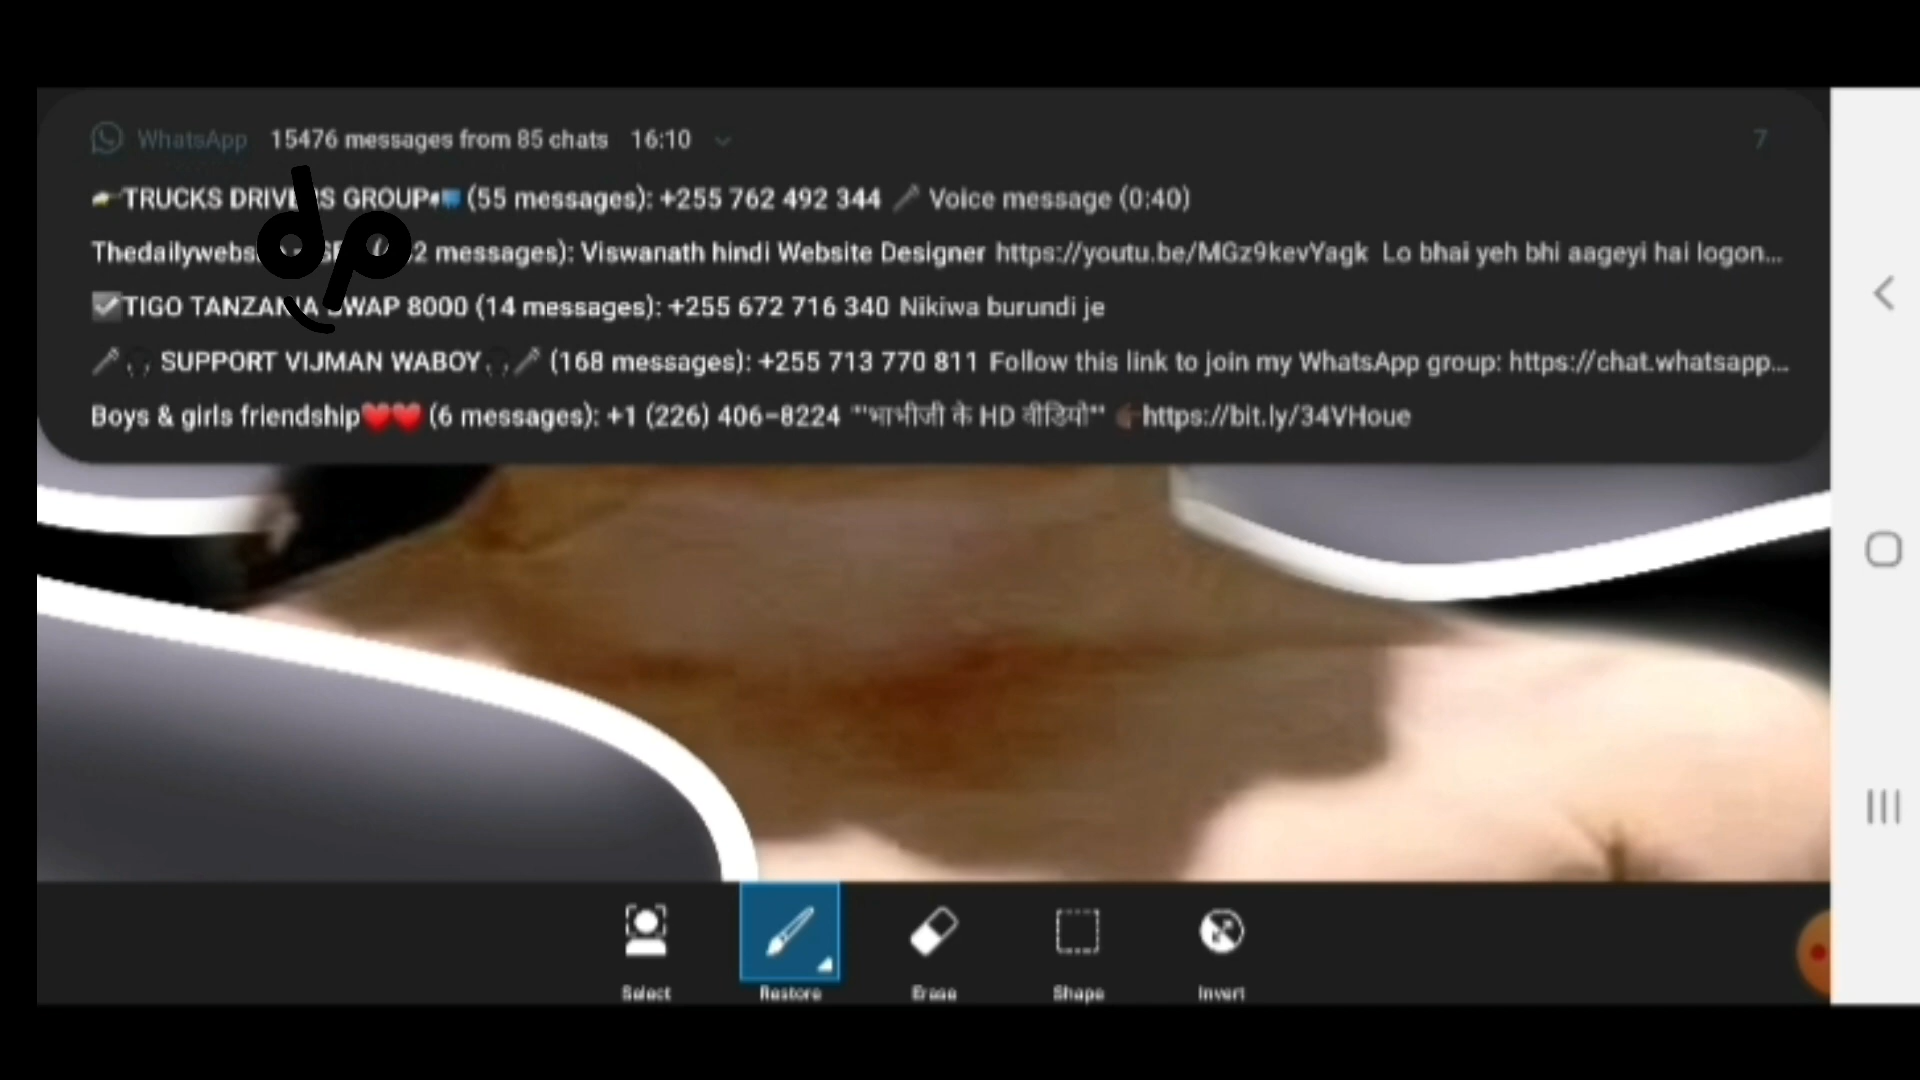 WhatsApp 15476 messages from 85 chats 16:10 7
TRUCKS DRIVERS GROUP (55 messages): +255 762 492 344 Voice message (0:40)
dp
2 messages): Viswanath hindi Website Designer https://youtu.be/MGz9kevYagk Lo bhai yeh bhi aageyi hai logon...
TIGO TANZANIA SWAP 8000 (14 messages): +255 672 716 340 Nikiwa burundi je
SUPPORT VIJMAN WABOY (168 messages): +255 713 770 811 Follow this link to join my WhatsApp group: https://chat.whatsapp...
Boys & girls friendship❤️❤️ (6 messages): +1 (226) 406-8224 "'भाभीजी के HD वीडियो'" https://bit.ly/34VHoue
Select Restore Erase Shape Invert